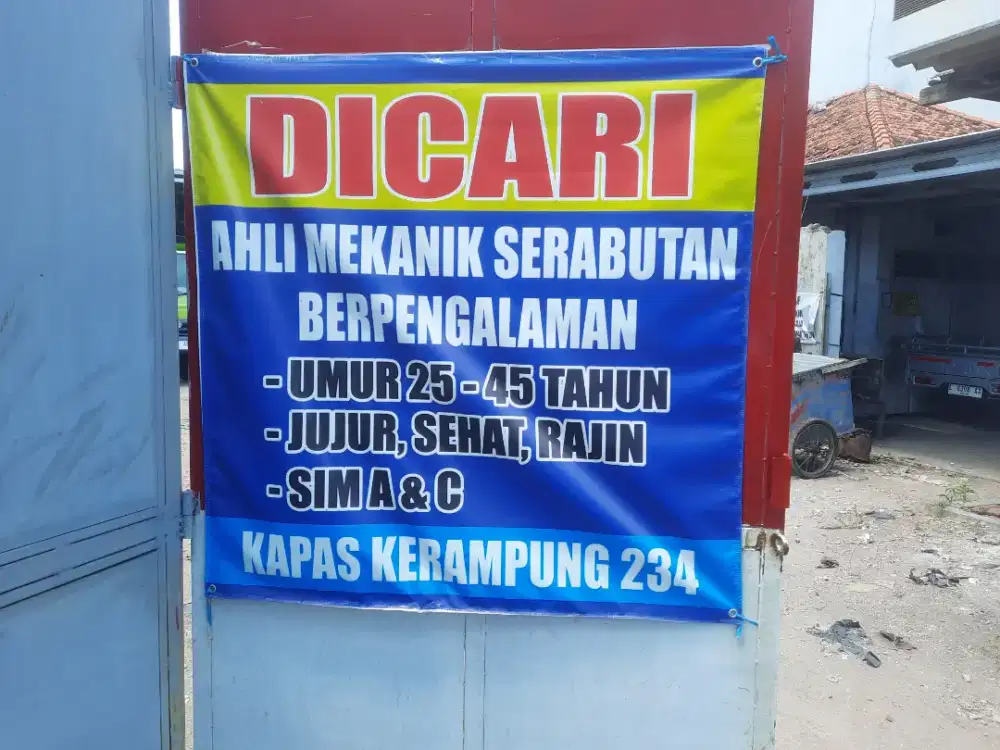 DICARI
AHLI MEKANIK SERABUTAN
BERPENGALAMAN
- UMUR 25 - 45 TAHUN
- JUJUR, SEHAT, RAJIN
- SIM A & C
KAPAS KERAMPUNG 234